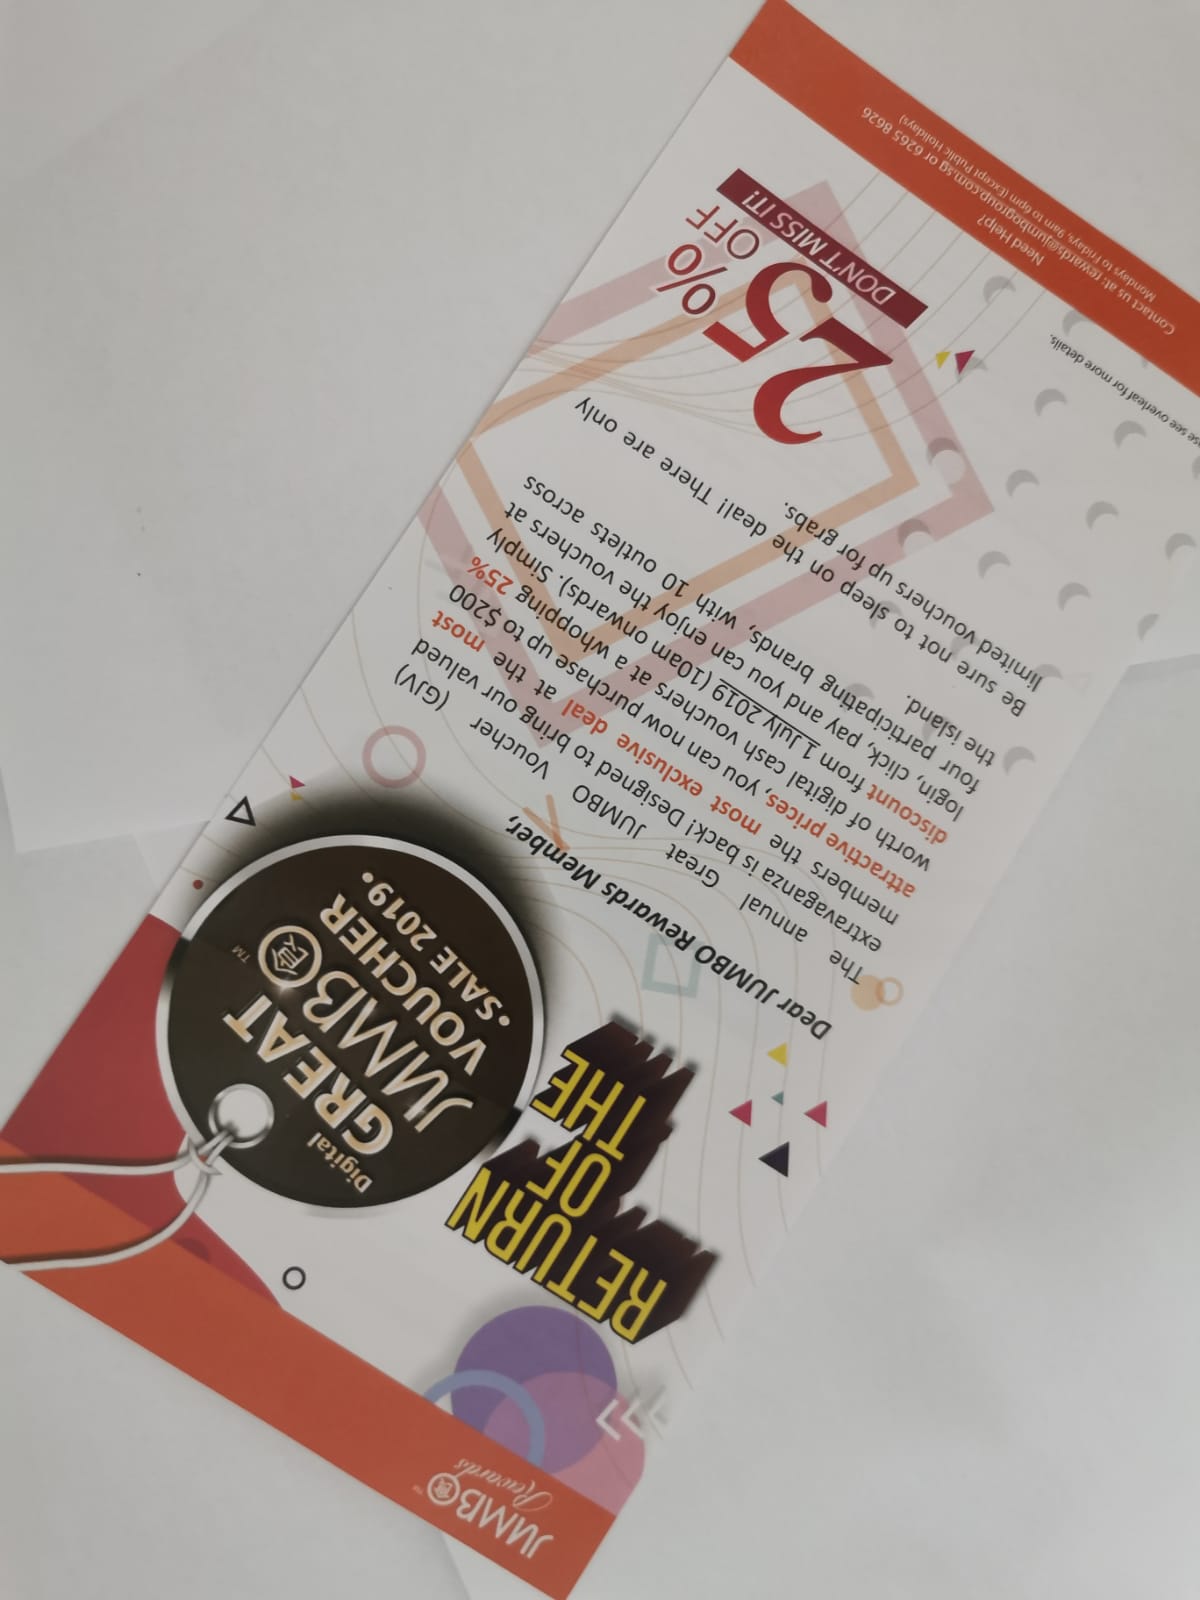 JUMBO
Rewards
RETURN
OF
THE
Digital
GREAT
JUMBO
VOUCHER
•SALE 2019•
Dear JUMBO Rewards Member,
The annual Great JUMBO Voucher (GJV)
extravaganza is back! Designed to bring our valued
members the most exclusive deal at the most
attractive prices, you can now purchase up to $200
worth of digital cash vouchers at a whopping 25%
discount from 1 July 2019 (10am onwards). Simply
login, click, pay and you can enjoy the vouchers at
four participating brands, with 10 outlets across
the island.
Be sure not to sleep on the deal! There are only
limited vouchers up for grabs.
25%
OFF
DON'T MISS IT!
see overleaf for more details.
Need Help?
Contact us at: rewards@jumbogroup.com.sg or 6265 8626
Mondays to Fridays, 9am to 6pm (Except Public Holidays)